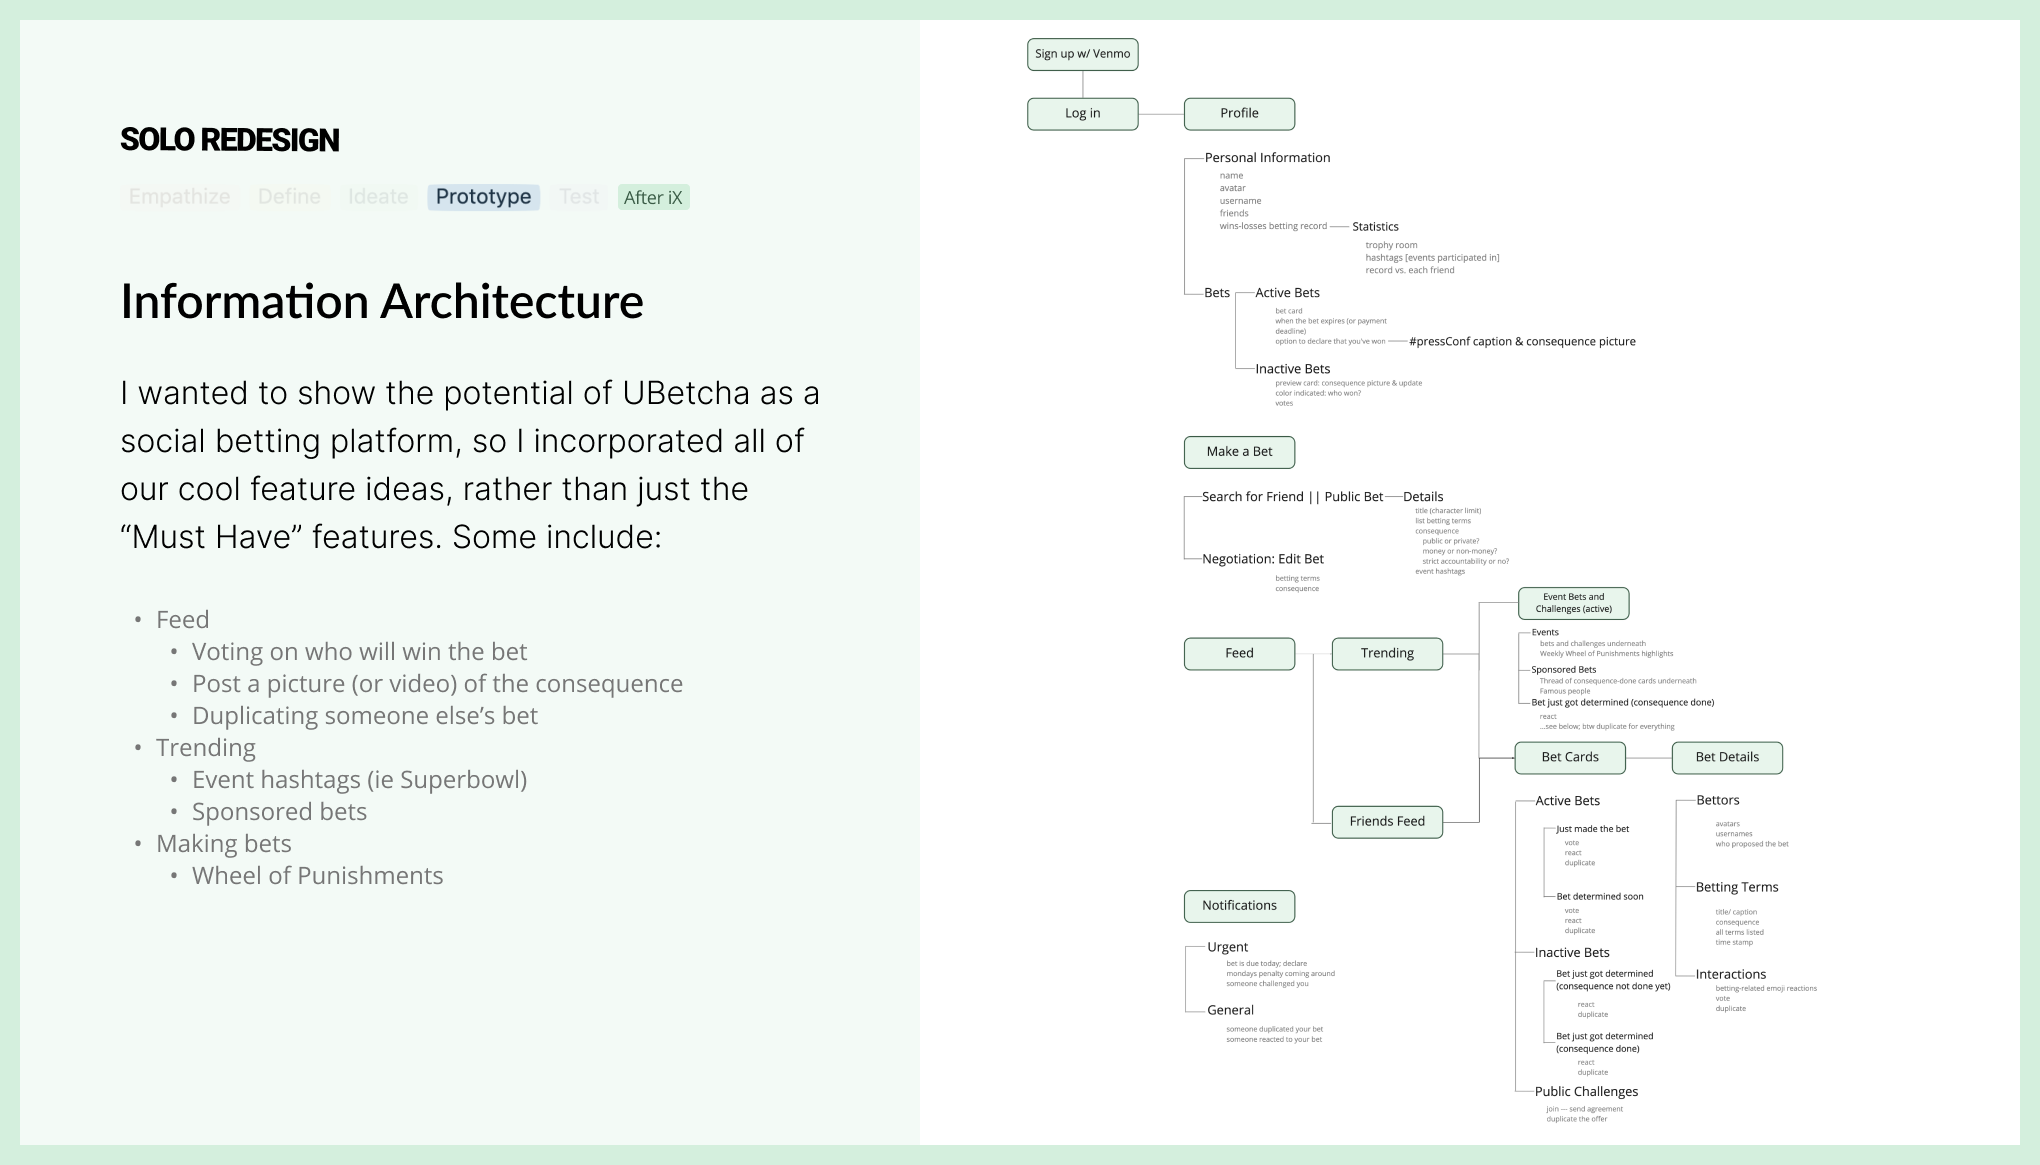 SOLO REDESIGN
Empathize Define Ideate Prototype Test After iX
Information Architecture
I wanted to show the potential of UBetcha as a
social betting platform, so I incorporated all of
our cool feature ideas, rather than just the
“Must Have” features. Some include:
• Feed
• Voting on who will win the bet
• Post a picture (or video) of the consequence
• Duplicating someone else’s bet
• Trending
• Event hashtags (ie Superbowl)
• Sponsored bets
• Making bets
• Wheel of Punishments
Sign up w/ Venmo
Log in
Profile
Personal Information
name
avatar
username
friends
wins-losses betting record
Statistics
trophy room
hashtags [events participated in]
record vs. each friend
Bets
Active Bets
bet card
when the bet expires (or payment
deadline)
option to declare that you've won
#pressConf caption & consequence picture
Inactive Bets
preview card: consequence picture & update
color indicated: who won?
votes
Make a Bet
Search for Friend || Public Bet
Details
title (character limit)
list betting terms
consequence
public or private?
money or non-money?
strict accountability or no?
event hashtags
Negotiation: Edit Bet
betting terms
consequence
Feed
Trending
Event Bets and
Challenges (active)
Events
bets and challenges underneath
Weekly Wheel of Punishments highlights
Sponsored Bets
Thread of consequence-done cards underneath
Famous people
Bet just got determined (consequence done)
react
...see below; btw duplicate for everything
Friends Feed
Bet Cards
Active Bets
Just made the bet
vote
react
duplicate
Bet determined soon
vote
react
duplicate
Inactive Bets
Bet just got determined
(consequence not done yet)
react
duplicate
Bet just got determined
(consequence done)
react
duplicate
Public Challenges
join — send agreement
duplicate the offer
Bet Details
Bettors
avatars
usernames
who proposed the bet
Betting Terms
title/ caption
consequence
all terms listed
time stamp
Interactions
betting-related emoji reactions
vote
duplicate
Notifications
Urgent
bet is due today; declare
mondays penalty coming around
someone challenged you
General
someone duplicated your bet
someone reacted to your bet